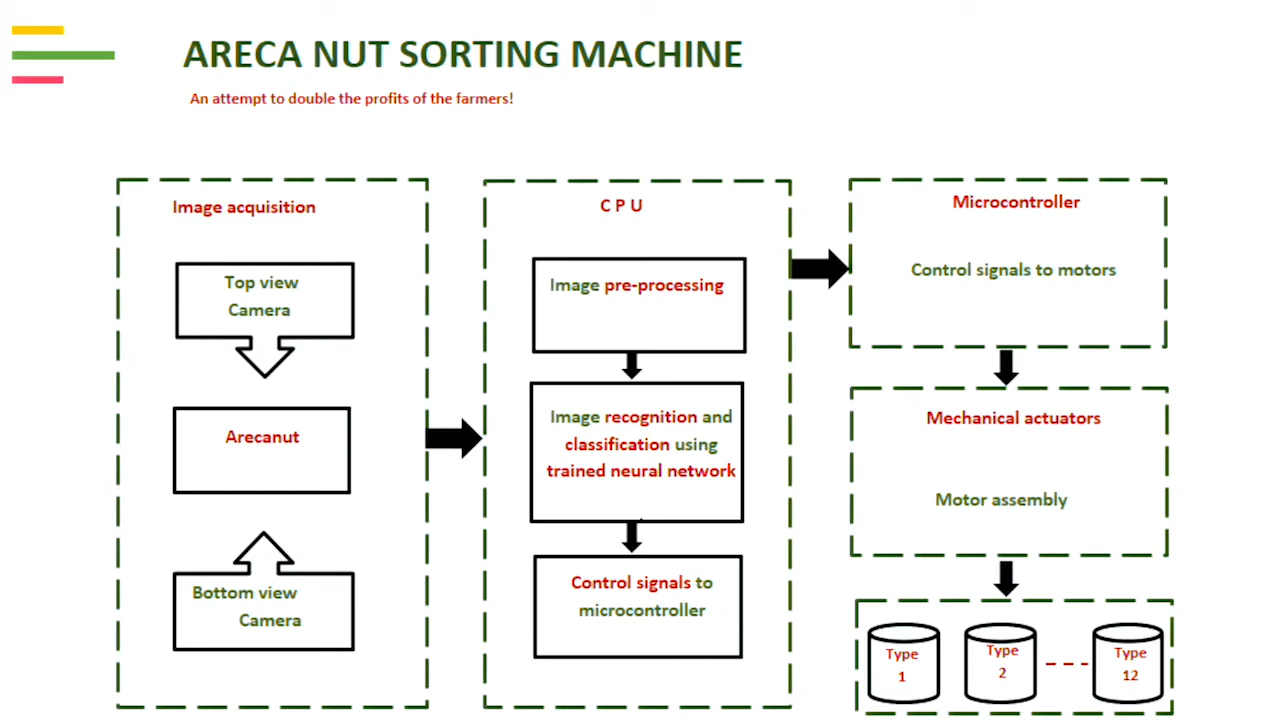 ARECA NUT SORTING MACHINE
An attempt to double the profits of the farmers!
Image acquisition
Top view
Camera
Arecanut
Bottom view
Camera
C P U
Image pre-processing
Image recognition and
classification using
trained neural network
Control signals to
microcontroller
Microcontroller
Control signals to motors
Mechanical actuators
Motor assembly
Type
1
Type
2
Type
12